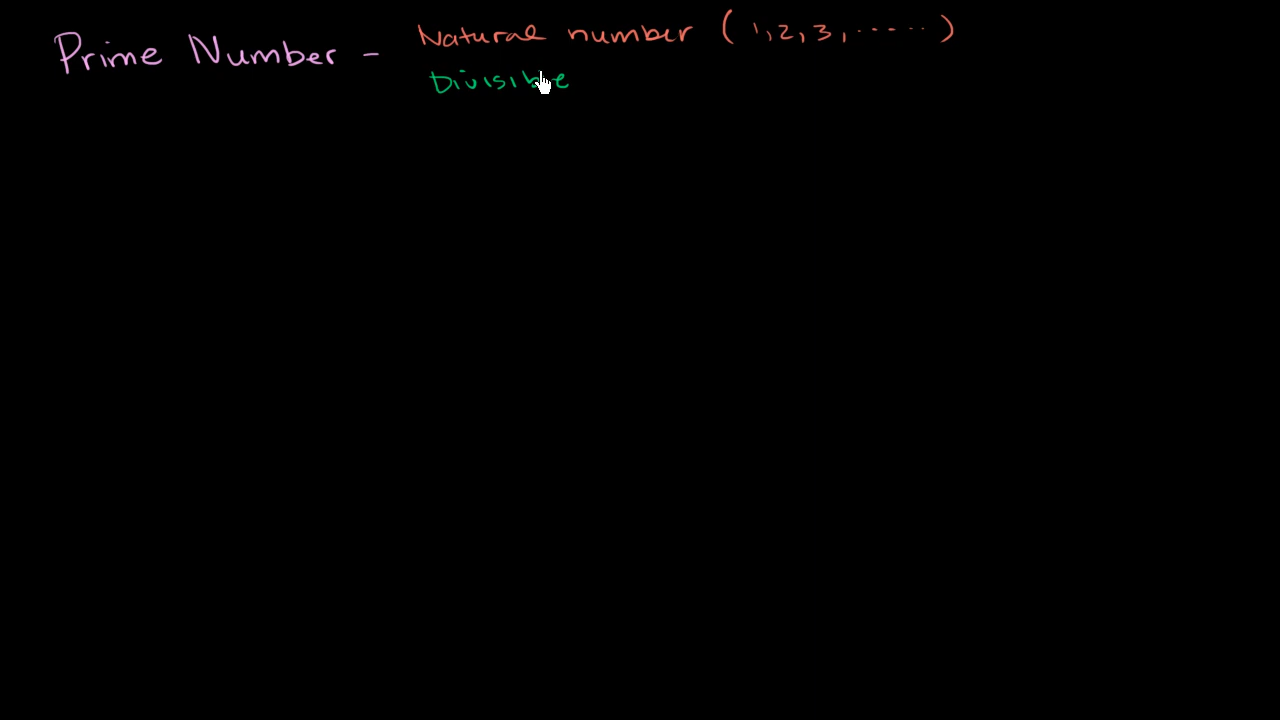 Prime Number - Natural number (1,2,3,.....)
Divisible